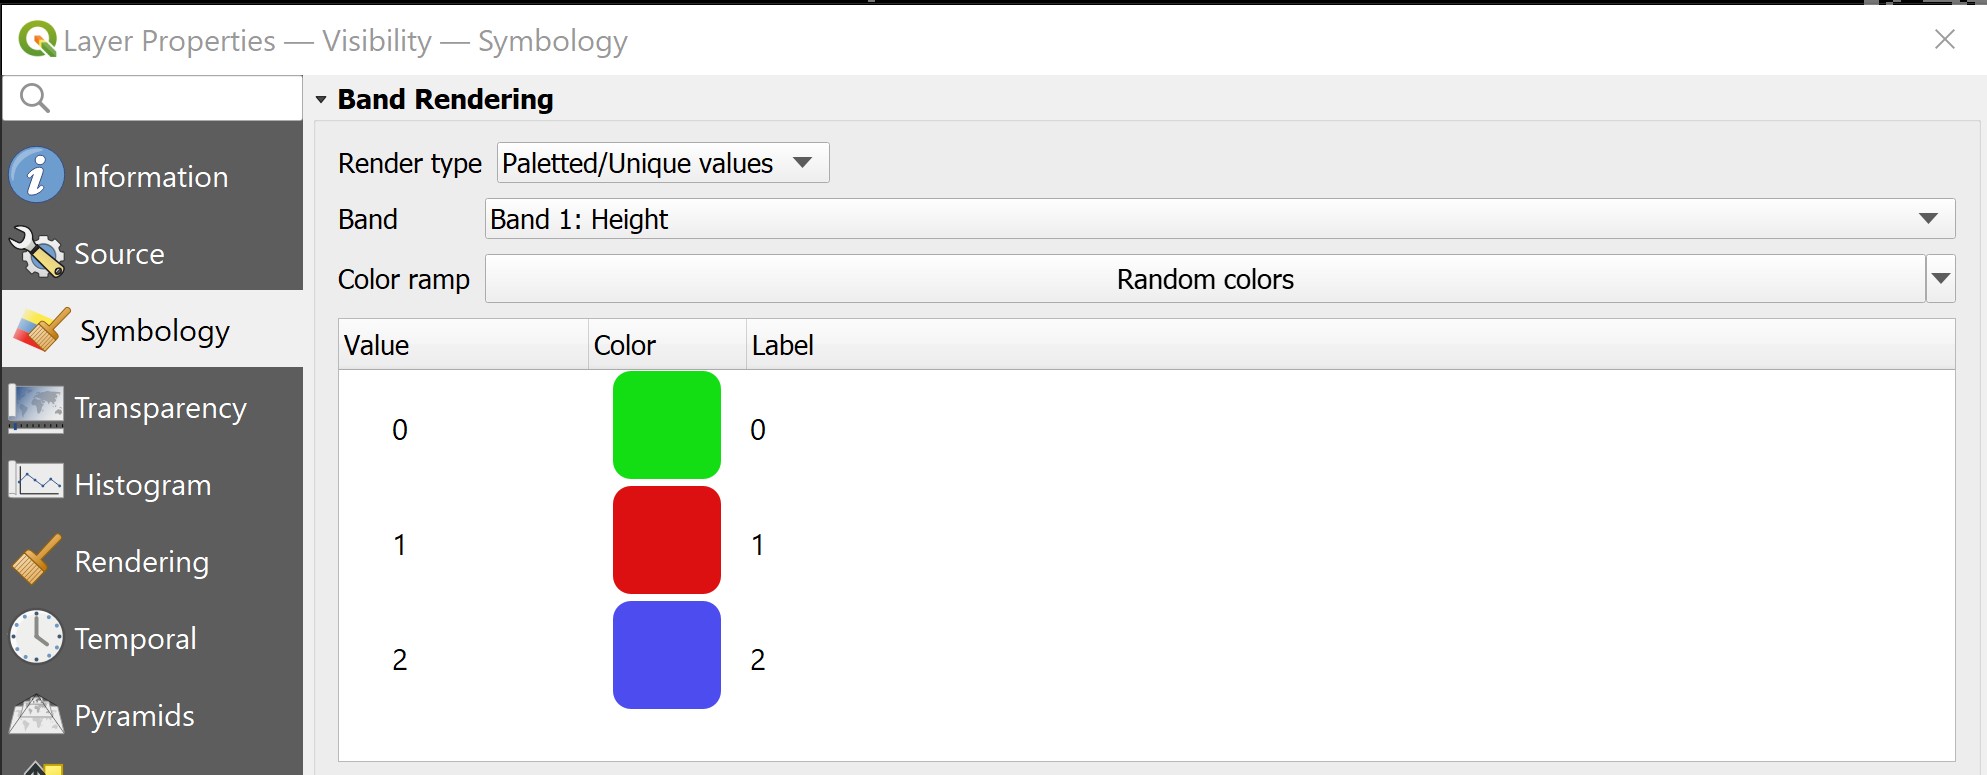 Layer Properties — Visibility — Symbology
Band Rendering
Information
Source
Symbology
Transparency
Histogram
Rendering
Temporal
Pyramids
Render type Paletted/Unique values
Band Band 1: Height
Color ramp Random colors
Value Color Label
0 0
1 1
2 2